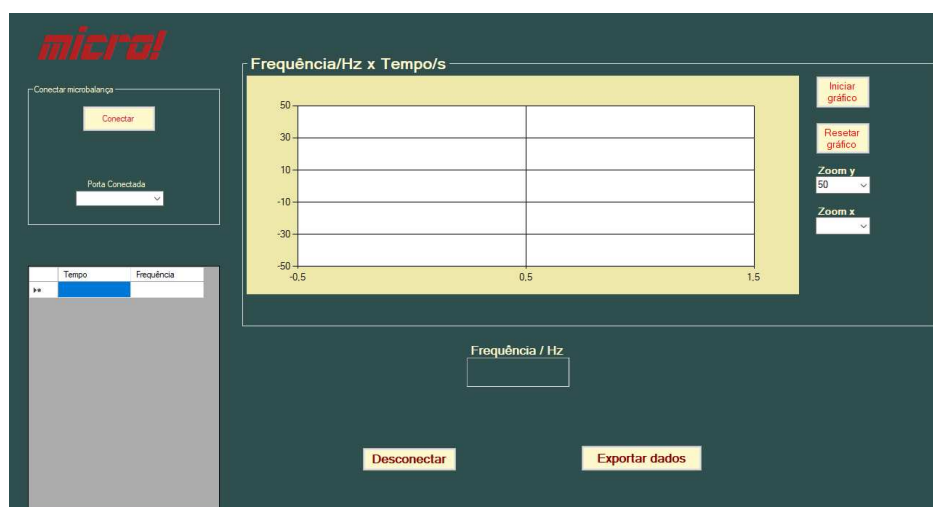 micro!
Conectar microbalança
Conectar
Porta Conectada
Tempo Frequência
Frequência/Hz x Tempo/s
50
30
10
-10
-30
-50
-0,5 0,5 1,5
Iniciar
gráfico
Resetar
gráfico
Zoom y
50
Zoom x
Frequência / Hz
Desconectar
Exportar dados